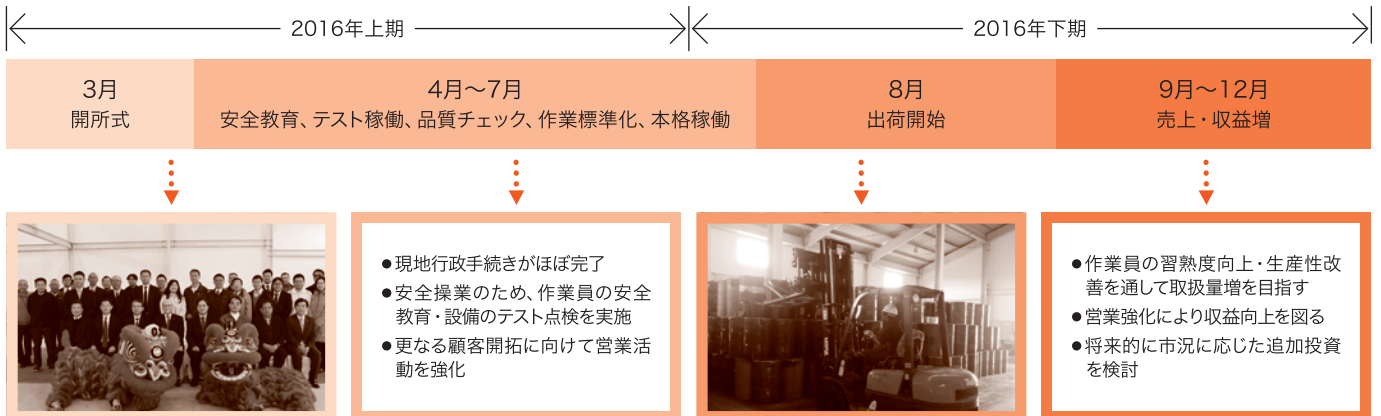 2016年上期
2016年下期
3月
開所式
4月～7月
安全教育、テスト稼働、品質チェック、作業標準化、本格稼働
8月
出荷開始
9月～12月
売上・収益増
●現地行政手続きがほぼ完了
●安全操業のため、作業員の安全
教育・設備のテスト点検を実施
●更なる顧客開拓に向けて営業活
動を強化
●作業員の習熟度向上・生産性改
善を通して取扱量増を目指す
●営業強化により収益向上を図る
●将来的に市況に応じた追加投資
を検討